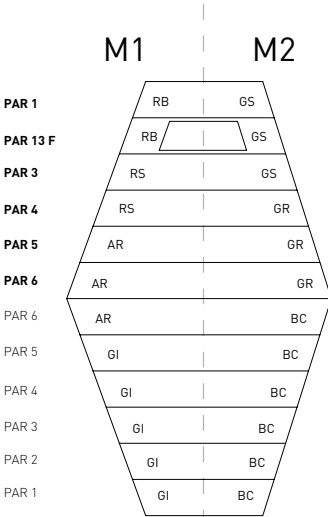 M1 M2
PAR 1 RB GS
PAR 13 F RB GS
PAR 3 RS GS
PAR 4 RS GR
PAR 5 AR GR
PAR 6 AR GR
PAR 6 AR BC
PAR 5 GI BC
PAR 4 GI BC
PAR 3 GI BC
PAR 2 GI BC
PAR 1 GI BC